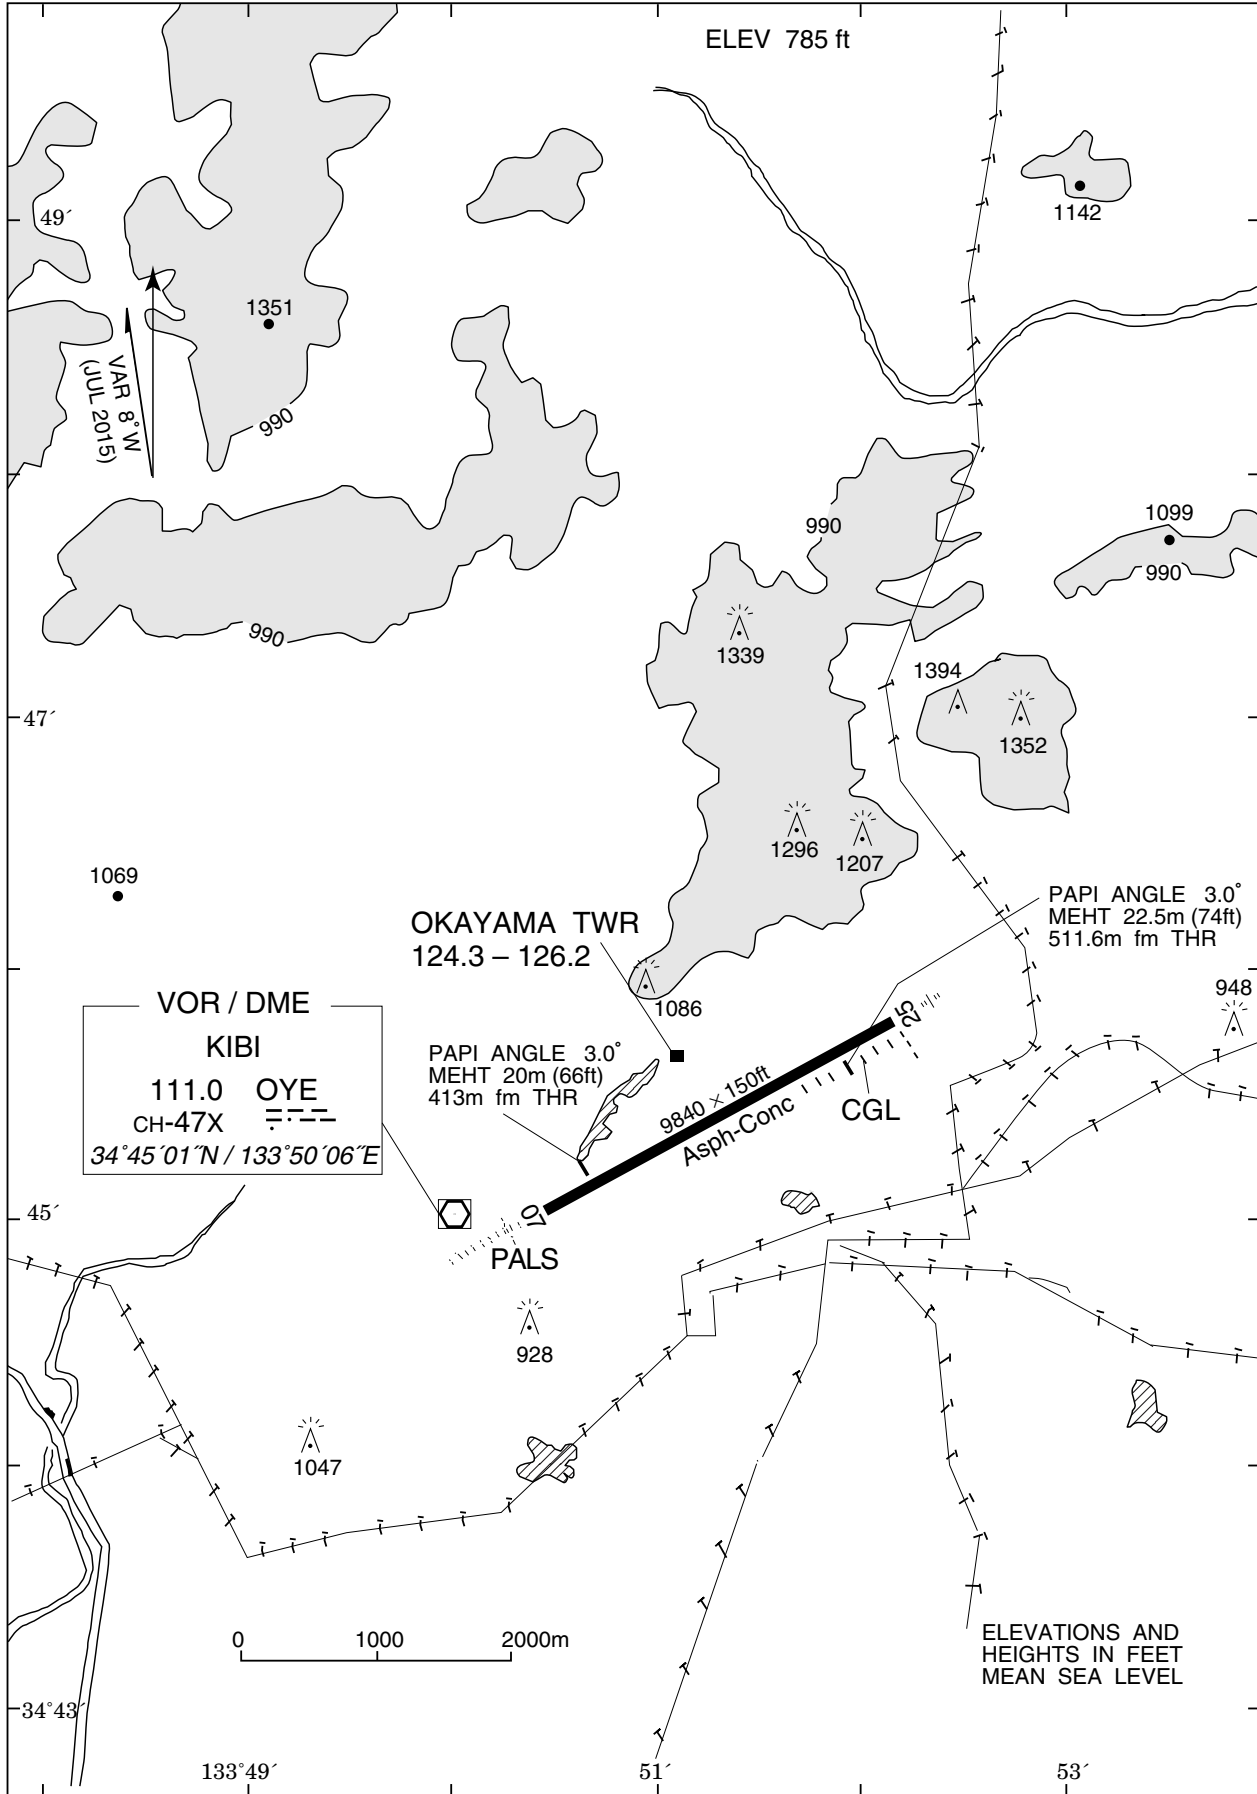 ELEV 785 ft
1142
49´
1351
VAR 8°W
(JUL 2015)
990
990
1099
990
990
1339
1394
1352
47´
1296
1207
1069
PAPI ANGLE 3.0°
MEHT 22.5m (74ft)
511.6m fm THR
OKAYAMA TWR
124.3 – 126.2
948
1086
VOR / DME
KIBI
111.0 OYE
CH-47X
34°45´01˝N / 133°50´06˝E
PAPI ANGLE 3.0°
MEHT 20m (66ft)
413m fm THR
25
9840 × 150ft
Asph-Conc
CGL
07
45´
PALS
928
1047
0 1000 2000m
ELEVATIONS AND
HEIGHTS IN FEET
MEAN SEA LEVEL
34°43´
133°49´ 51´ 53´